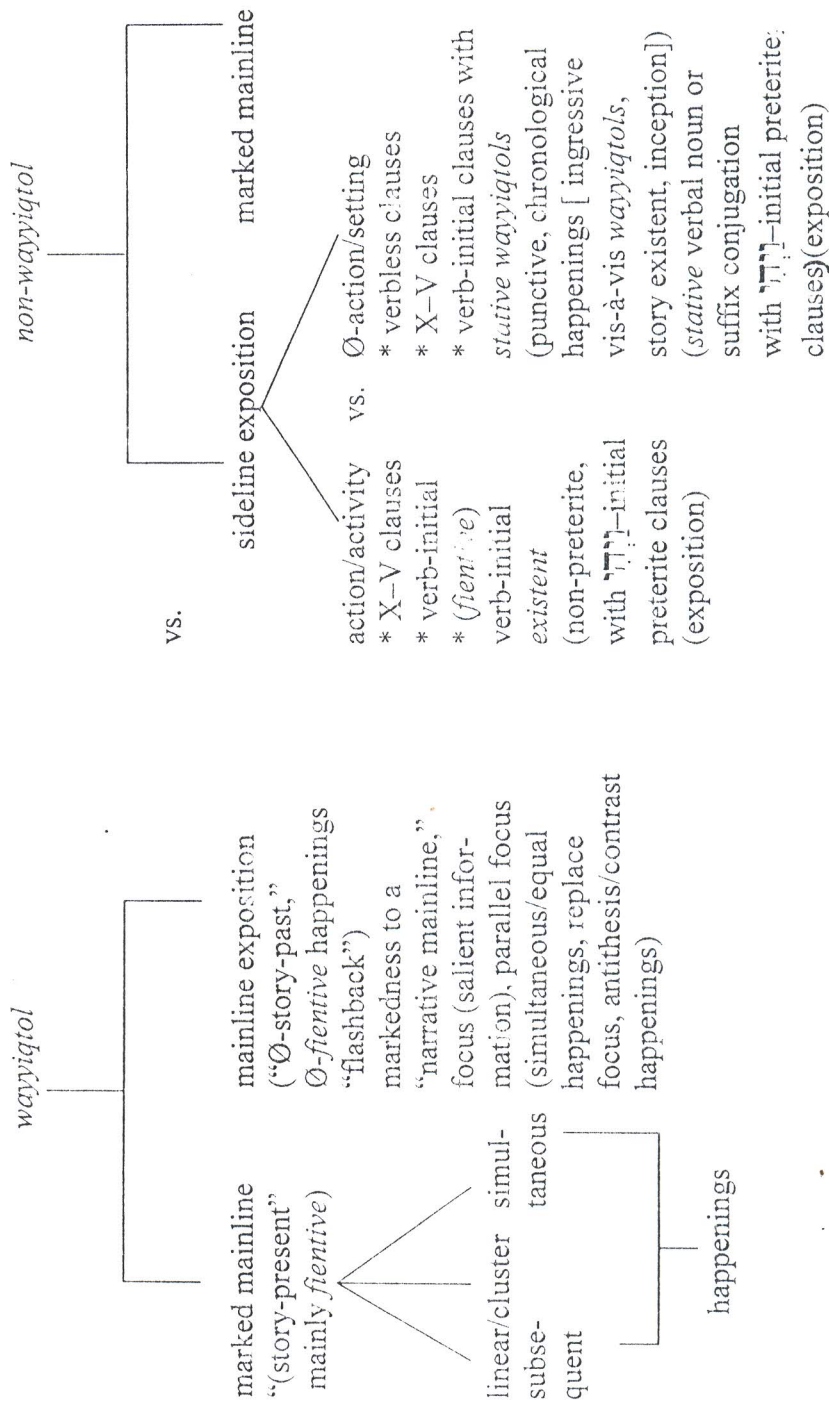 wayyiqtol
marked mainline
“(story-present”
mainly fientive)
linear/cluster
subse-
quent
simul-
taneous
happenings
mainline exposition
(“Ø-story-past,”
Ø-fientive happenings
“flashback”)
markedness to a
“narrative mainline,”
focus (salient infor-
mation), parallel focus
(simultaneous/equal
happenings, replace
focus, antithesis/contrast
happenings)
vs.
non-wayyiqtol
sideline exposition
action/activity
* X–V clauses
* verb-initial
* (fientive)
verb-initial
existent
(non-preterite,
with וַיְהִי–initial
preterite clauses
(exposition)
vs.
Ø-action/setting
* verbless clauses
* X–V clauses
* verb-initial clauses with
stative wayyiqtols
(punctive, chronological
happenings [ ingressive
vis-à-vis wayyiqtols,
story existent, inception])
(stative verbal noun or
suffix conjugation
with וַיְהִי–initial preterite
clauses)(exposition)
marked mainline